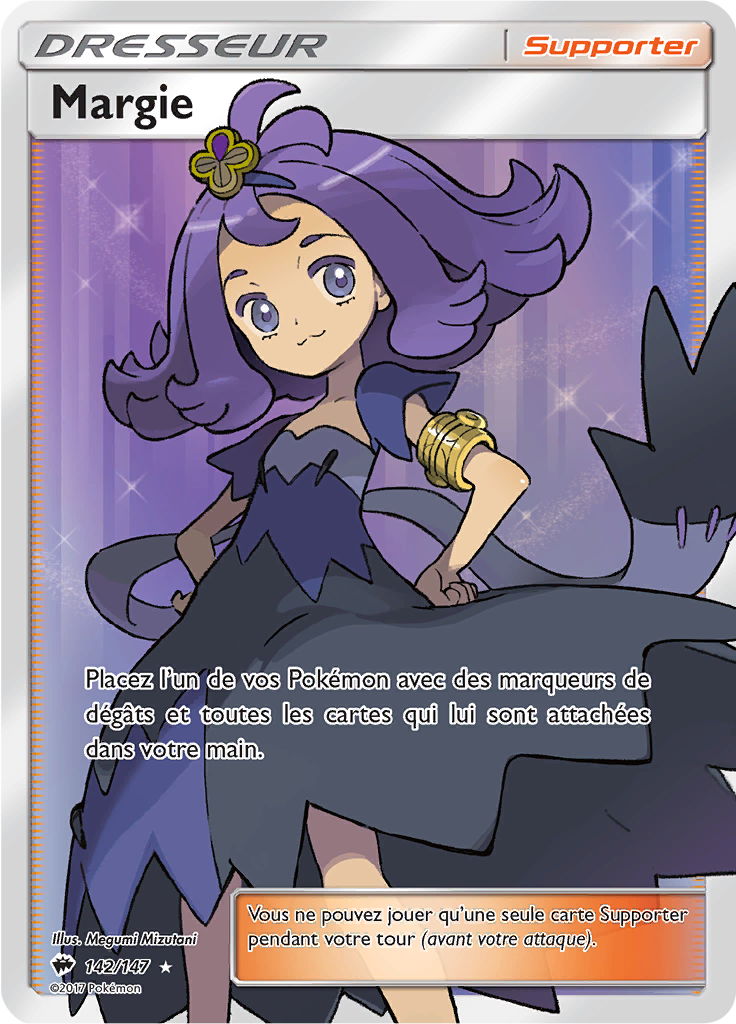 DRESSEUR
Supporter
Margie
Placez l'un de vos Pokémon avec des marqueurs de
dégâts et toutes les cartes qui lui sont attachées
dans votre main.
Vous ne pouvez jouer qu'une seule carte Supporter
pendant votre tour (avant votre attaque).
Illus. Megumi Mizutani
142/147 ★
©2017 Pokémon